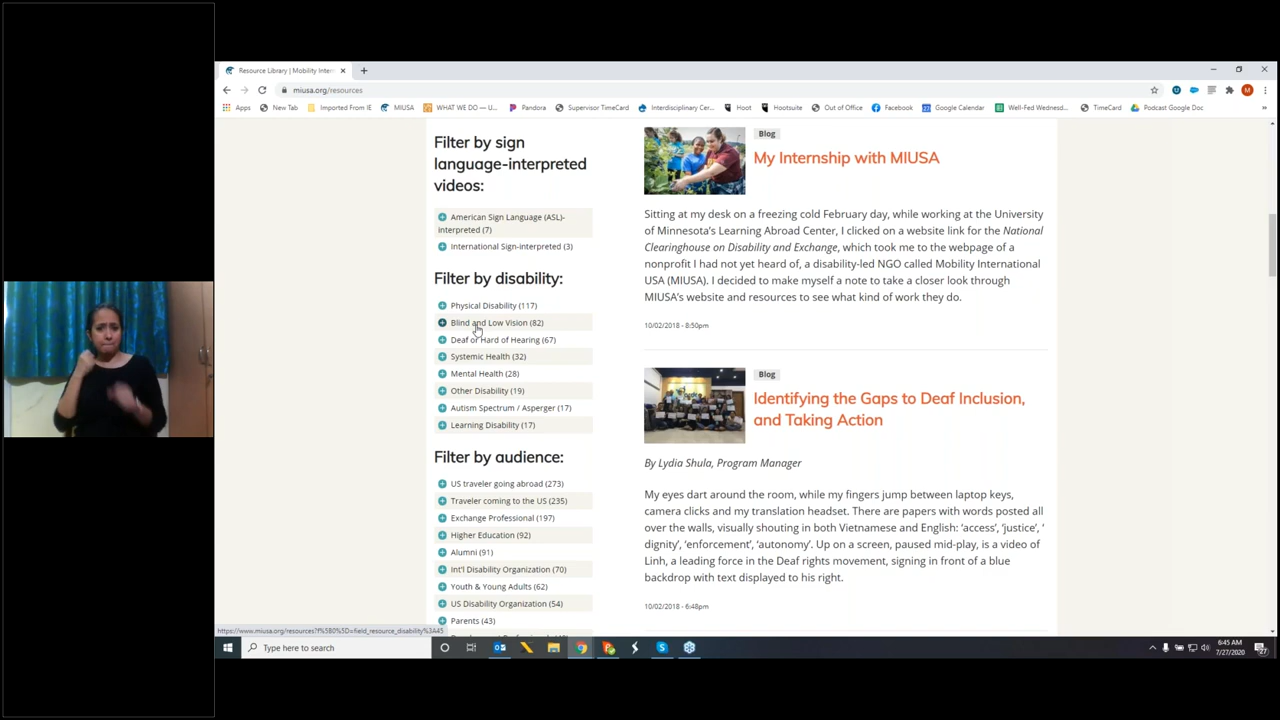 Resource Library | Mobility Inter
miusa.org/resources
Apps
New Tab
Imported From IE
MIUSA
WHAT WE DO — U...
Pandora
Supervisor TimeCard
Interdisciplinary Cer...
Hoot
Hootsuite
Out of Office
Facebook
Google Calendar
Well-Fed Wednesd...
TimeCard
Podcast Google Doc
»
Filter by sign
language-interpreted
videos:
American Sign Language (ASL)-
interpreted (7)
International Sign-interpreted (3)
Filter by disability:
Physical Disability (117)
Blind and Low Vision (82)
Deaf or Hard of Hearing (67)
Systemic Health (32)
Mental Health (28)
Other Disability (19)
Autism Spectrum / Asperger (17)
Learning Disability (17)
Filter by audience:
US traveler going abroad (273)
Traveler coming to the US (235)
Exchange Professional (197)
Higher Education (92)
Alumni (91)
Int'l Disability Organization (70)
Youth & Young Adults (62)
US Disability Organization (54)
Parents (43)
Blog
My Internship with MIUSA
Sitting at my desk on a freezing cold February day, while working at the University
of Minnesota's Learning Abroad Center, I clicked on a website link for the National
Clearinghouse on Disability and Exchange, which took me to the webpage of a
nonprofit I had not yet heard of, a disability-led NGO called Mobility International
USA (MIUSA). I decided to make myself a note to take a closer look through
MIUSA's website and resources to see what kind of work they do.
10/02/2018 - 8:50pm
Blog
Identifying the Gaps to Deaf Inclusion,
and Taking Action
By Lydia Shula, Program Manager
My eyes dart around the room, while my fingers jump between laptop keys,
camera clicks and my translation headset. There are papers with words posted all
over the walls, visually shouting in both Vietnamese and English: 'access', 'justice', '
dignity', 'enforcement', 'autonomy'. Up on a screen, paused mid-play, is a video of
Linh, a leading force in the Deaf rights movement, signing in front of a blue
backdrop with text displayed to his right.
10/02/2018 - 6:48pm
https://www.miusa.org/resources?f%5B0%5D=field_resource_disability%3A45
Type here to search
6:45 AM
7/27/2020